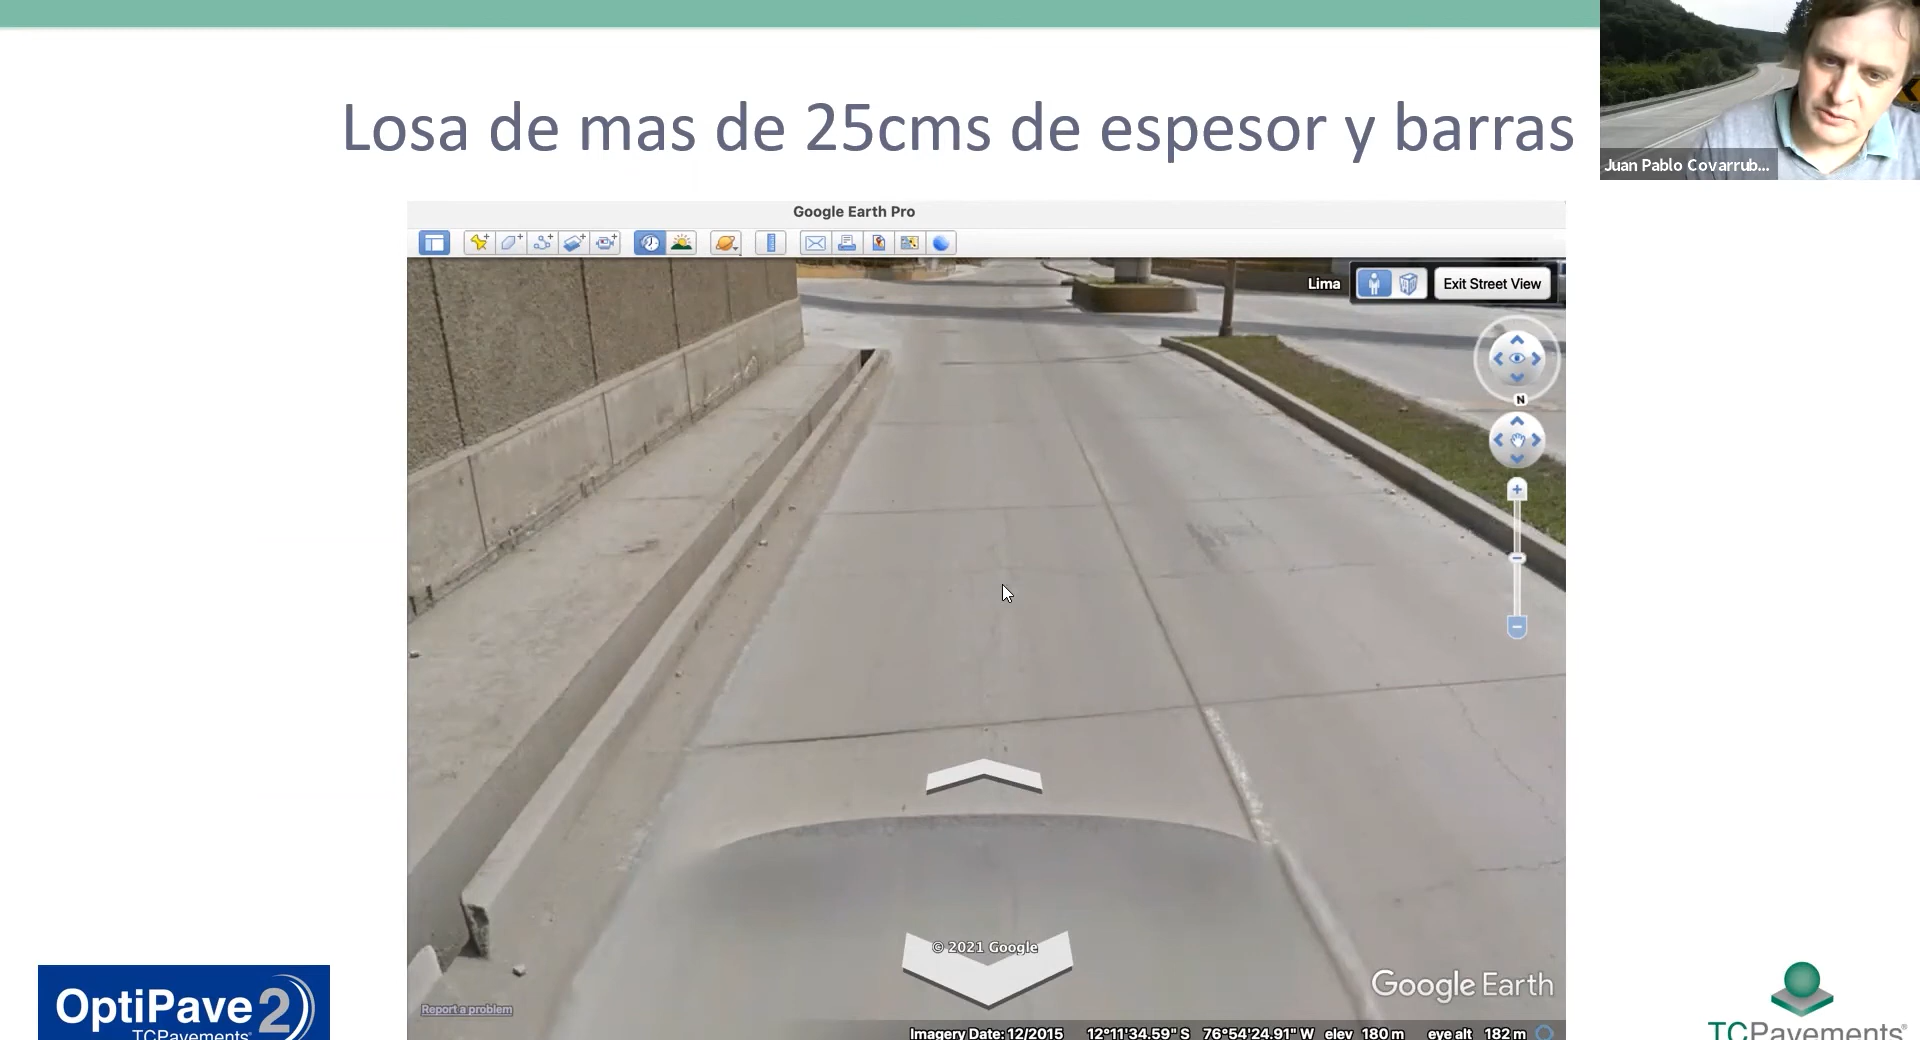 Losa de mas de 25cms de espesor y barras
Juan Pablo Covarrub...
Google Earth Pro
Lima
Exit Street View
N
© 2021 Google
Google Earth
Report a problem
Imagery Date: 12/2015 12°11'34.59" S 76°54'24.91" W elev 180 m eye alt 182 m
OptiPave2
TCPavements®
TCPavements®